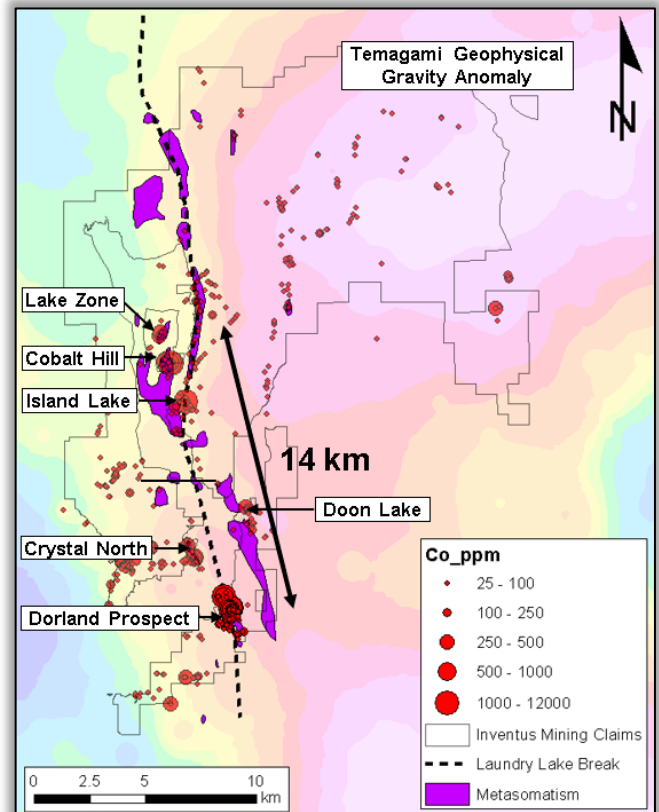 Temagami Geophysical
Gravity Anomaly
N
Lake Zone
Cobalt Hill
Island Lake
14 km
Doon Lake
Crystal North
Dorland Prospect
Co_ppm
25 - 100
100 - 250
250 - 500
500 - 1000
1000 - 12000
Inventus Mining Claims
Laundry Lake Break
Metasomatism
0 2.5 5 10
km